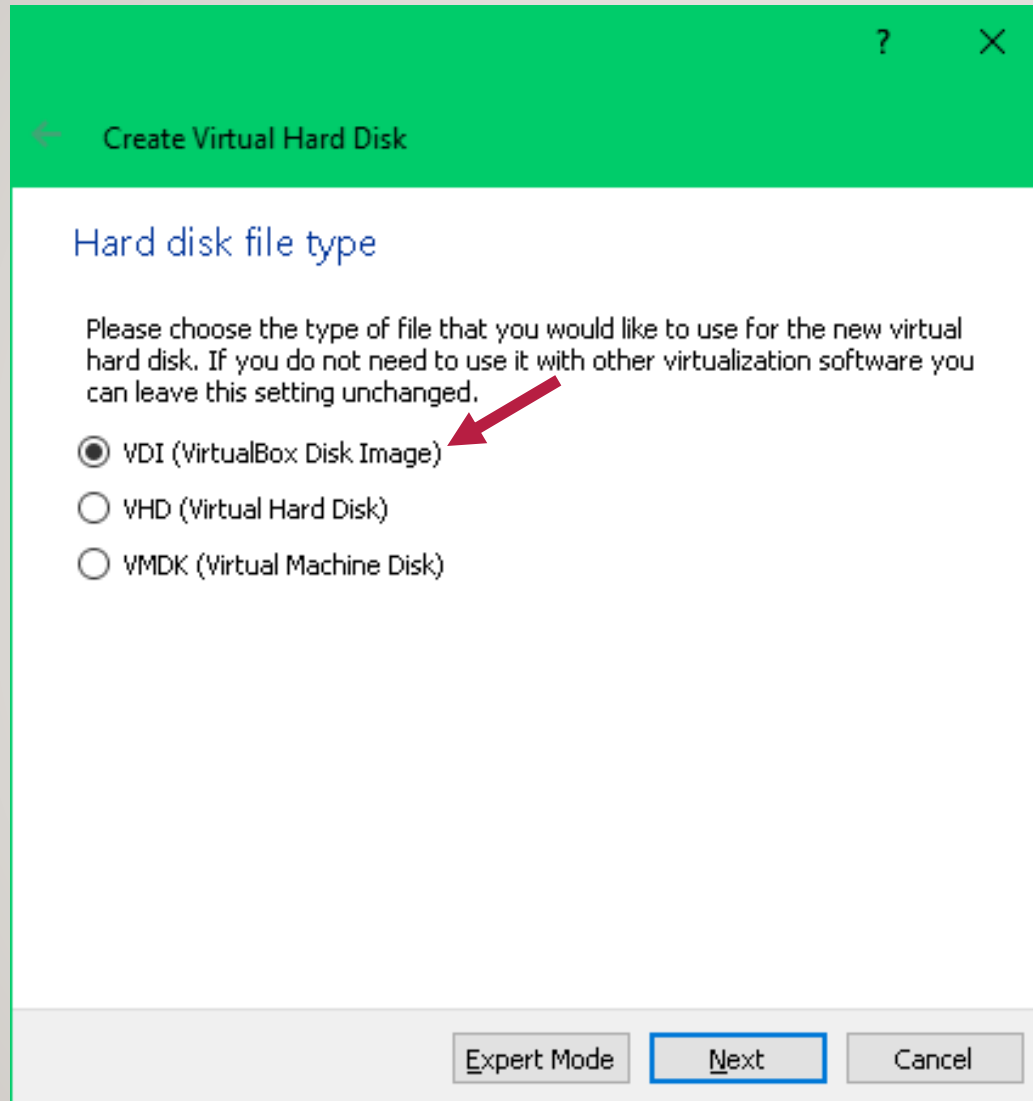 ?
Create Virtual Hard Disk
Hard disk file type
Please choose the type of file that you would like to use for the new virtual
hard disk. If you do not need to use it with other virtualization software you
can leave this setting unchanged.
VDI (VirtualBox Disk Image)
VHD (Virtual Hard Disk)
VMDK (Virtual Machine Disk)
Expert Mode Next Cancel